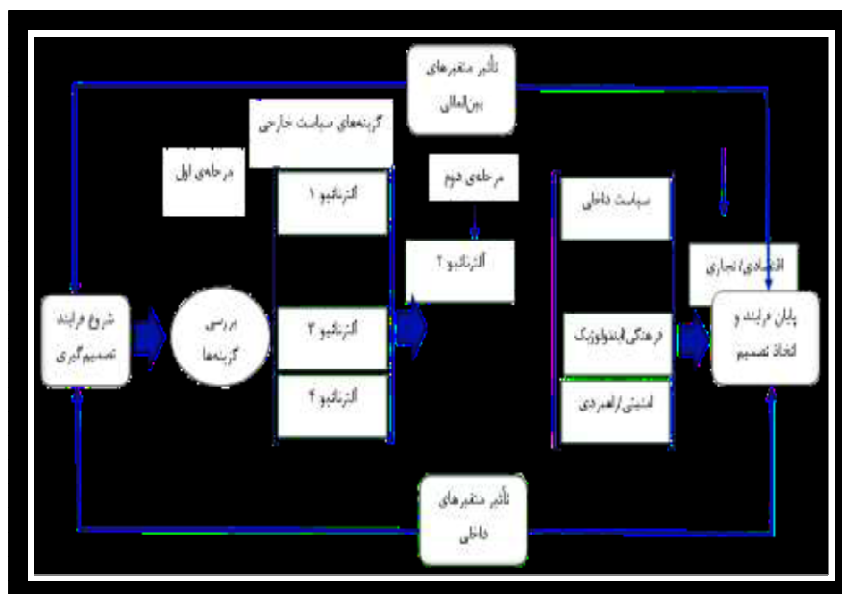 تأثیر متغیرهای
بین‌المللی
گزینه‌های سیاست خارجی
مرحله‌ی اول
مرحله‌ی دوم
آلترناتیو ۱
سیاست داخلی
آلترناتیو ۲
اقتصادی/تجاری
شروع فرایند
تصمیم‌گیری
بررسی
گزینه‌ها
آلترناتیو ۳
فرهنگی/ایدئولوژیک
پایان فرایند و
اتخاذ تصمیم
آلترناتیو ۴
امنیتی/راهبردی
تأثیر متغیرهای
داخلی